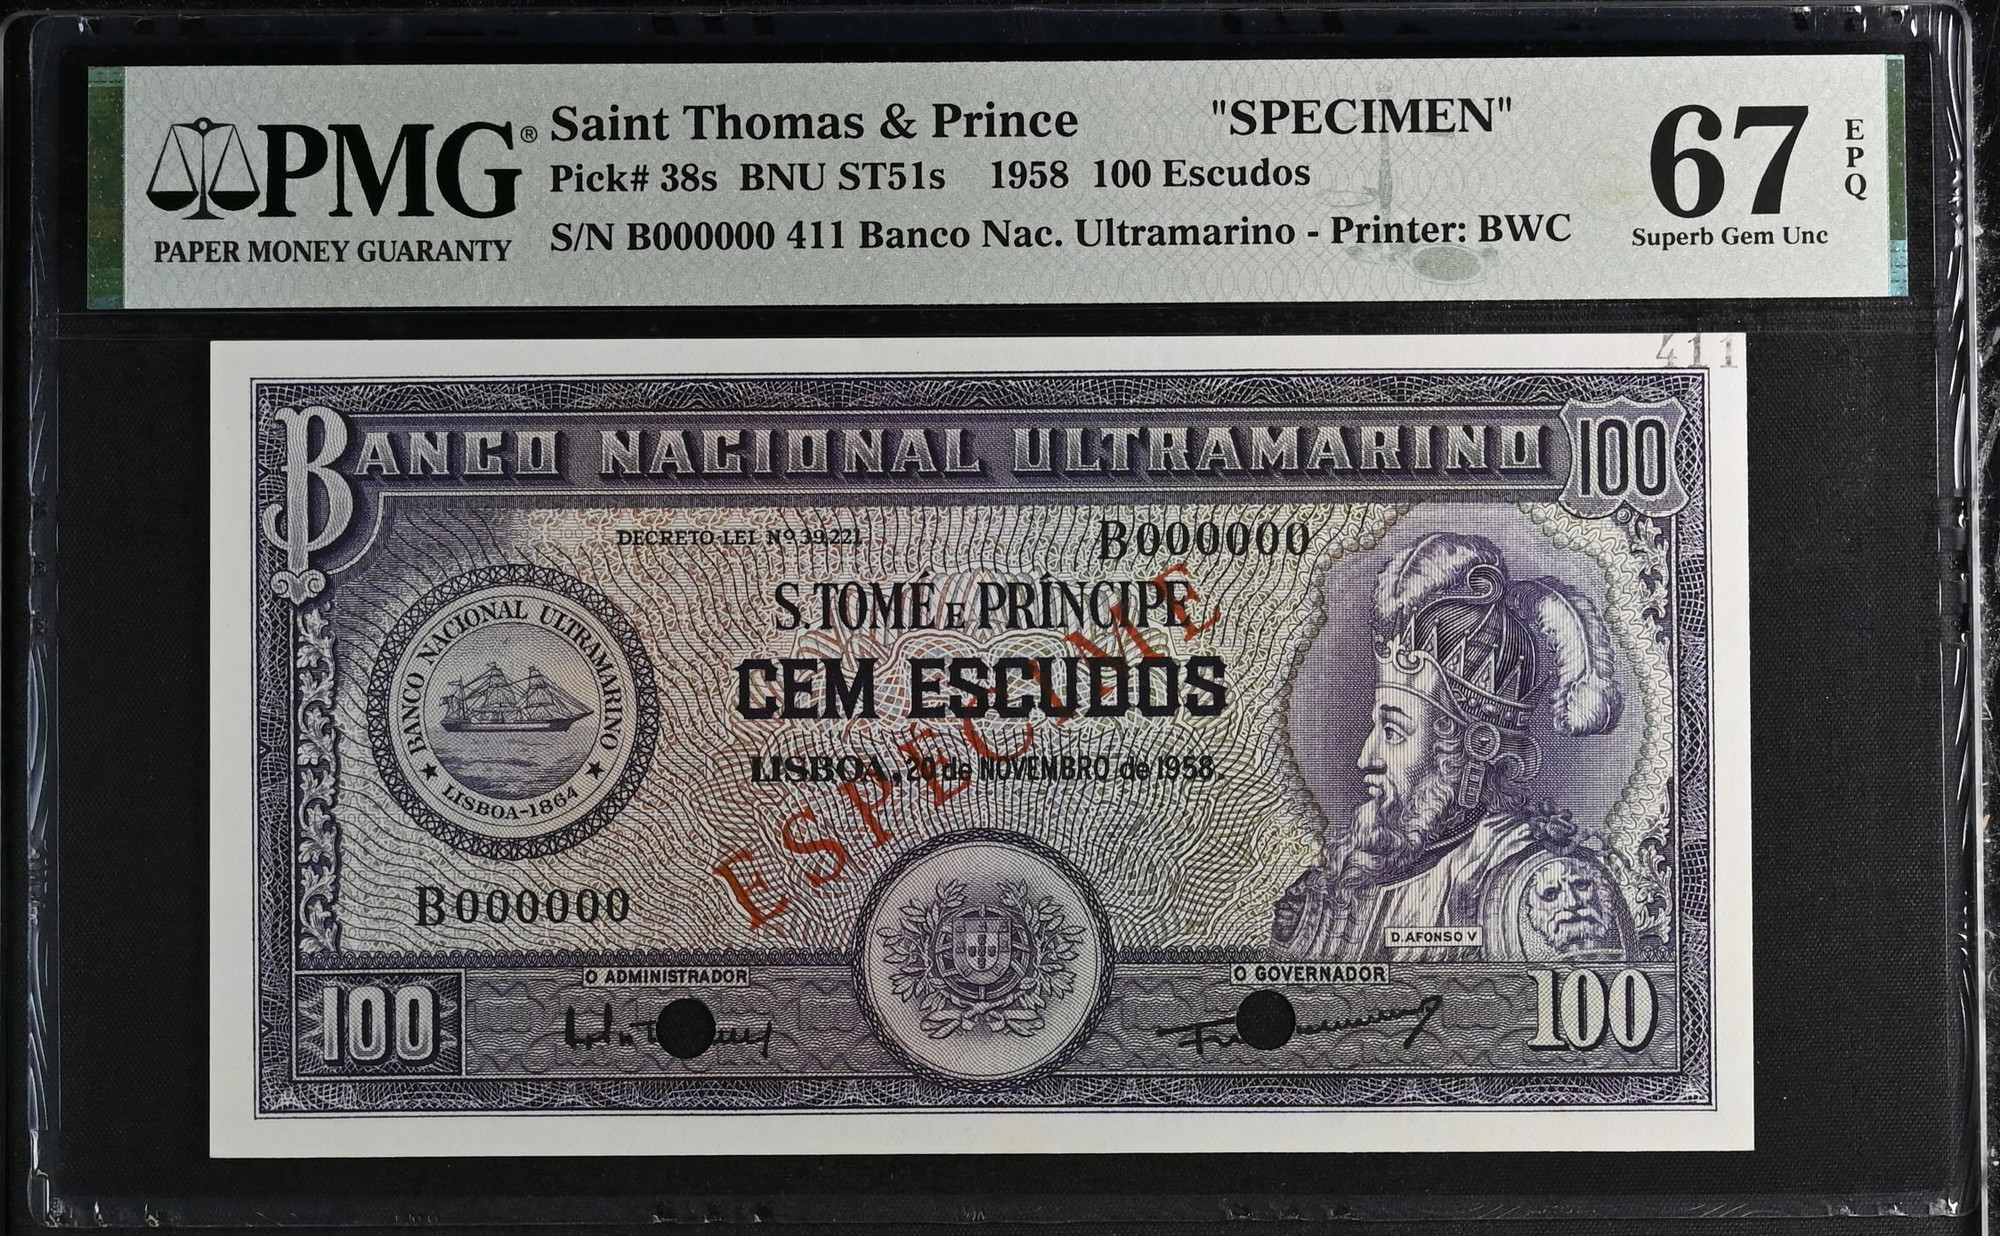 PMG®
PAPER MONEY GUARANTY
Saint Thomas & Prince "SPECIMEN"
Pick# 38s BNU ST51s 1958 100 Escudos
S/N B000000 411 Banco Nac. Ultramarino - Printer: BWC
67
EPQ
Superb Gem Unc
411
BANCO NACIONAL ULTRAMARINO
100
DECRETO-LEI Nº 39,221
B000000
S. TOMÉ E PRÍNCIPE
CEM ESCUDOS
LISBOA, 20 de NOVEMBRO de 1958.
ESPÉCIME
BANCO NACIONAL ULTRAMARINO
LISBOA-1864
B000000
D. AFONSO V
O ADMINISTRADOR
O GOVERNADOR
100
100